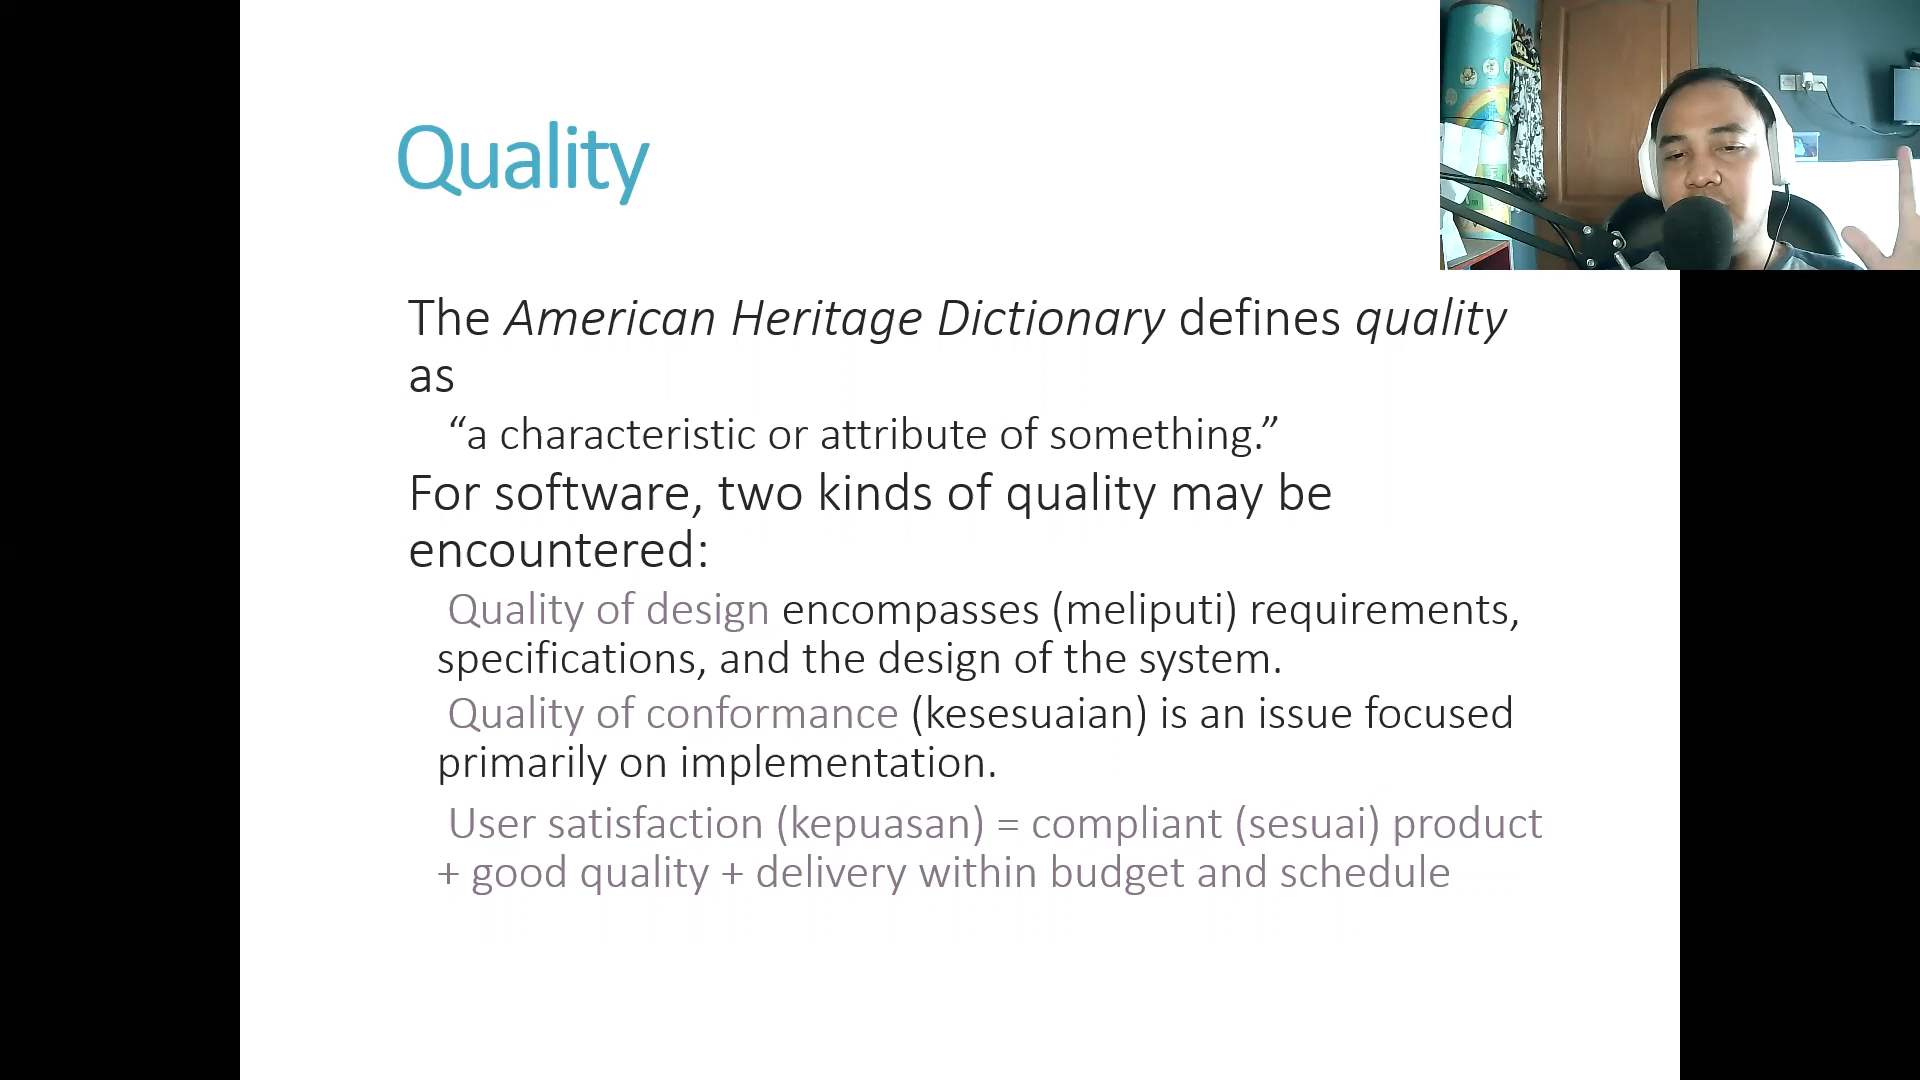 Quality
The American Heritage Dictionary defines quality
as
“a characteristic or attribute of something.”
For software, two kinds of quality may be
encountered:
Quality of design encompasses (meliputi) requirements,
specifications, and the design of the system.
Quality of conformance (kesesuaian) is an issue focused
primarily on implementation.
User satisfaction (kepuasan) = compliant (sesuai) product
+ good quality + delivery within budget and schedule